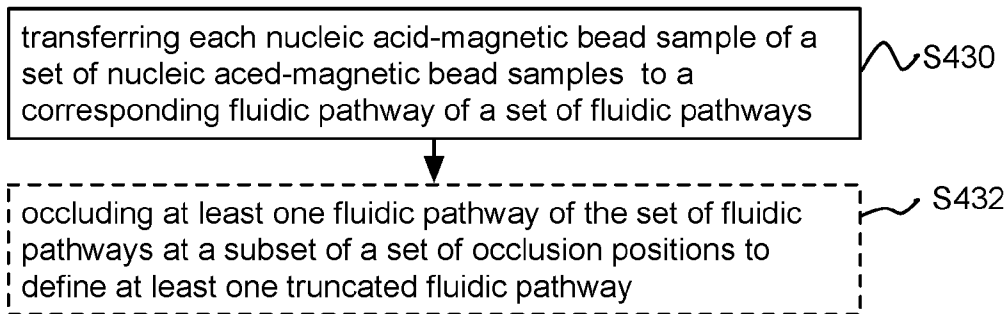 transferring each nucleic acid-magnetic bead sample of a
set of nucleic aced-magnetic bead samples to a
corresponding fluidic pathway of a set of fluidic pathways
S430
occluding at least one fluidic pathway of the set of fluidic
pathways at a subset of a set of occlusion positions to
define at least one truncated fluidic pathway
S432